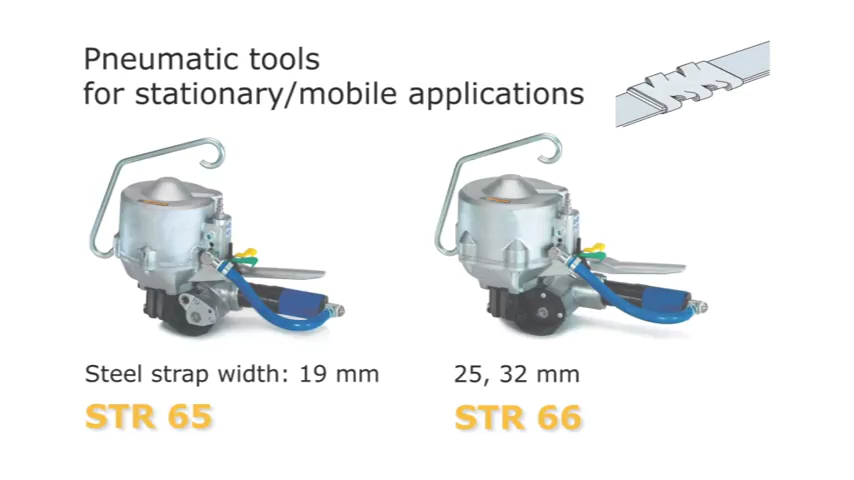 Pneumatic tools
for stationary/mobile applications
Steel strap width: 19 mm
25, 32 mm
STR 65
STR 66